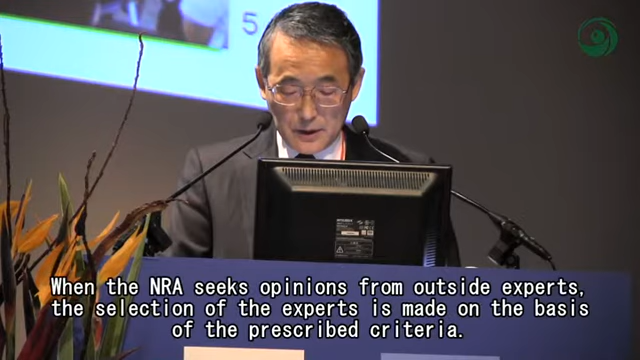 5
When the NRA seeks opinions from outside experts,
the selection of the experts is made on the basis
of the prescribed criteria.